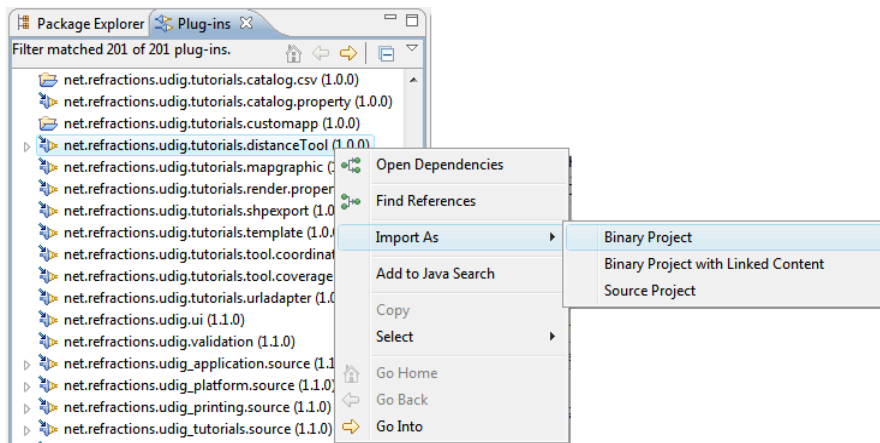 Package Explorer Plug-ins
Filter matched 201 of 201 plug-ins.
net.refractions.udig.tutorials.catalog.csv (1.0.0)
net.refractions.udig.tutorials.catalog.property (1.0.0)
net.refractions.udig.tutorials.customapp (1.0.0)
net.refractions.udig.tutorials.distanceTool (1.0.0)
net.refractions.udig.tutorials.mapgraphic
net.refractions.udig.tutorials.render.proper
net.refractions.udig.tutorials.shpexport (1.0
net.refractions.udig.tutorials.template (1.0.
net.refractions.udig.tutorials.tool.coordinat
net.refractions.udig.tutorials.tool.coverage
net.refractions.udig.tutorials.urladapter (1.0
net.refractions.udig.ui (1.1.0)
net.refractions.udig.validation (1.1.0)
net.refractions.udig_application.source (1.1
net.refractions.udig_platform.source (1.1.0)
net.refractions.udig_printing.source (1.1.0)
net.refractions.udig_tutorials.source (1.1.0)
Open Dependencies
Find References
Import As
Add to Java Search
Copy
Select
Go Home
Go Back
Go Into
Binary Project
Binary Project with Linked Content
Source Project